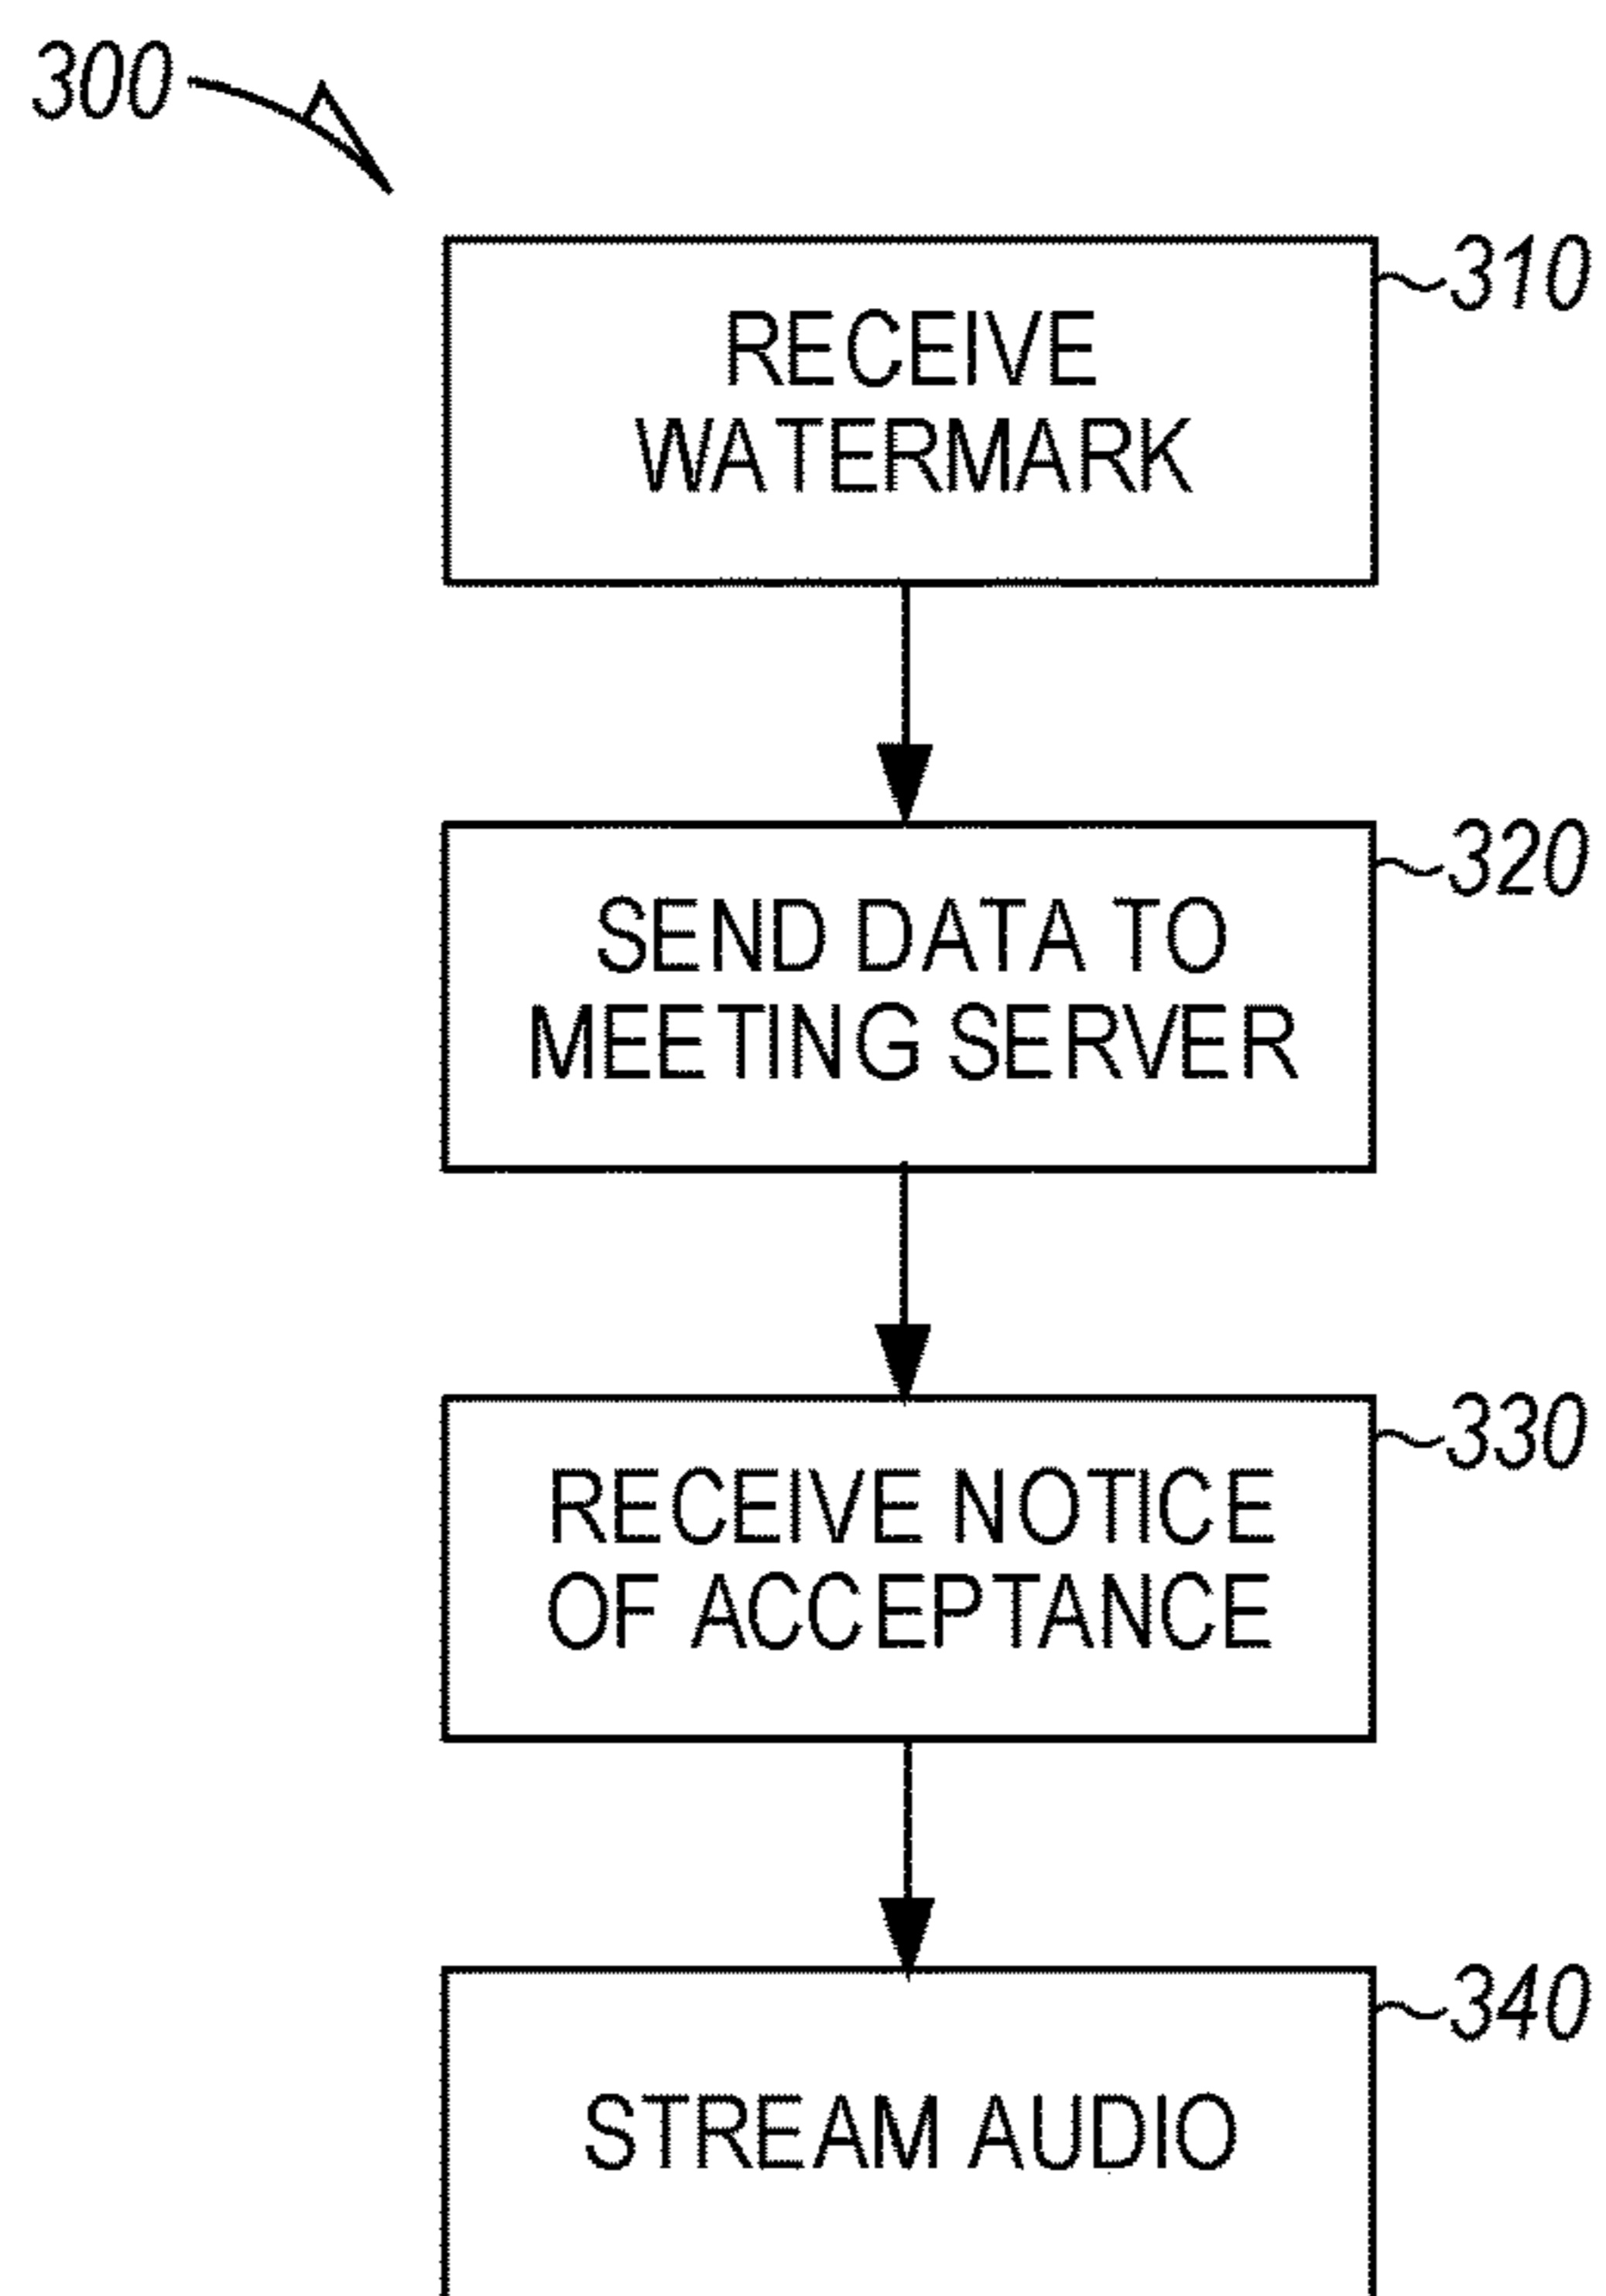 300
310
RECEIVE
WATERMARK
320
SEND DATA TO
MEETING SERVER
330
RECEIVE NOTICE
OF ACCEPTANCE
340
STREAM AUDIO